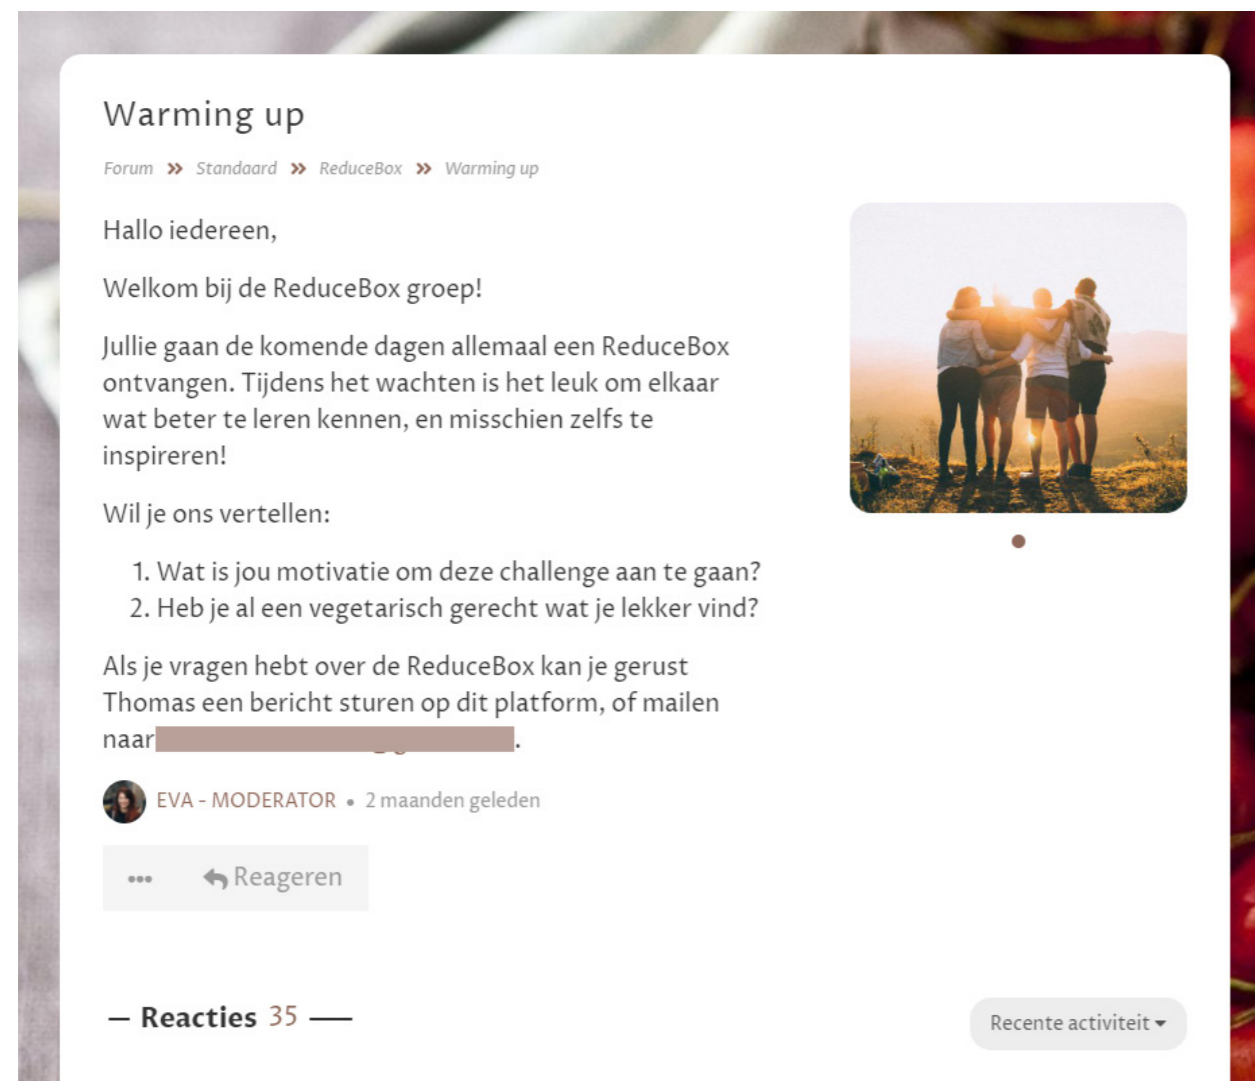 Warming up
Forum » Standaard » ReduceBox » Warming up
Hallo iedereen,
Welkom bij de ReduceBox groep!
Jullie gaan de komende dagen allemaal een ReduceBox
ontvangen. Tijdens het wachten is het leuk om elkaar
wat beter te leren kennen, en misschien zelfs te
inspireren!
Wil je ons vertellen:
1. Wat is jou motivatie om deze challenge aan te gaan?
2. Heb je al een vegetarisch gerecht wat je lekker vind?
Als je vragen hebt over de ReduceBox kan je gerust
Thomas een bericht sturen op dit platform, of mailen
naar .
EVA - MODERATOR • 2 maanden geleden
••• Reageren
— Reacties 35 —
Recente activiteit